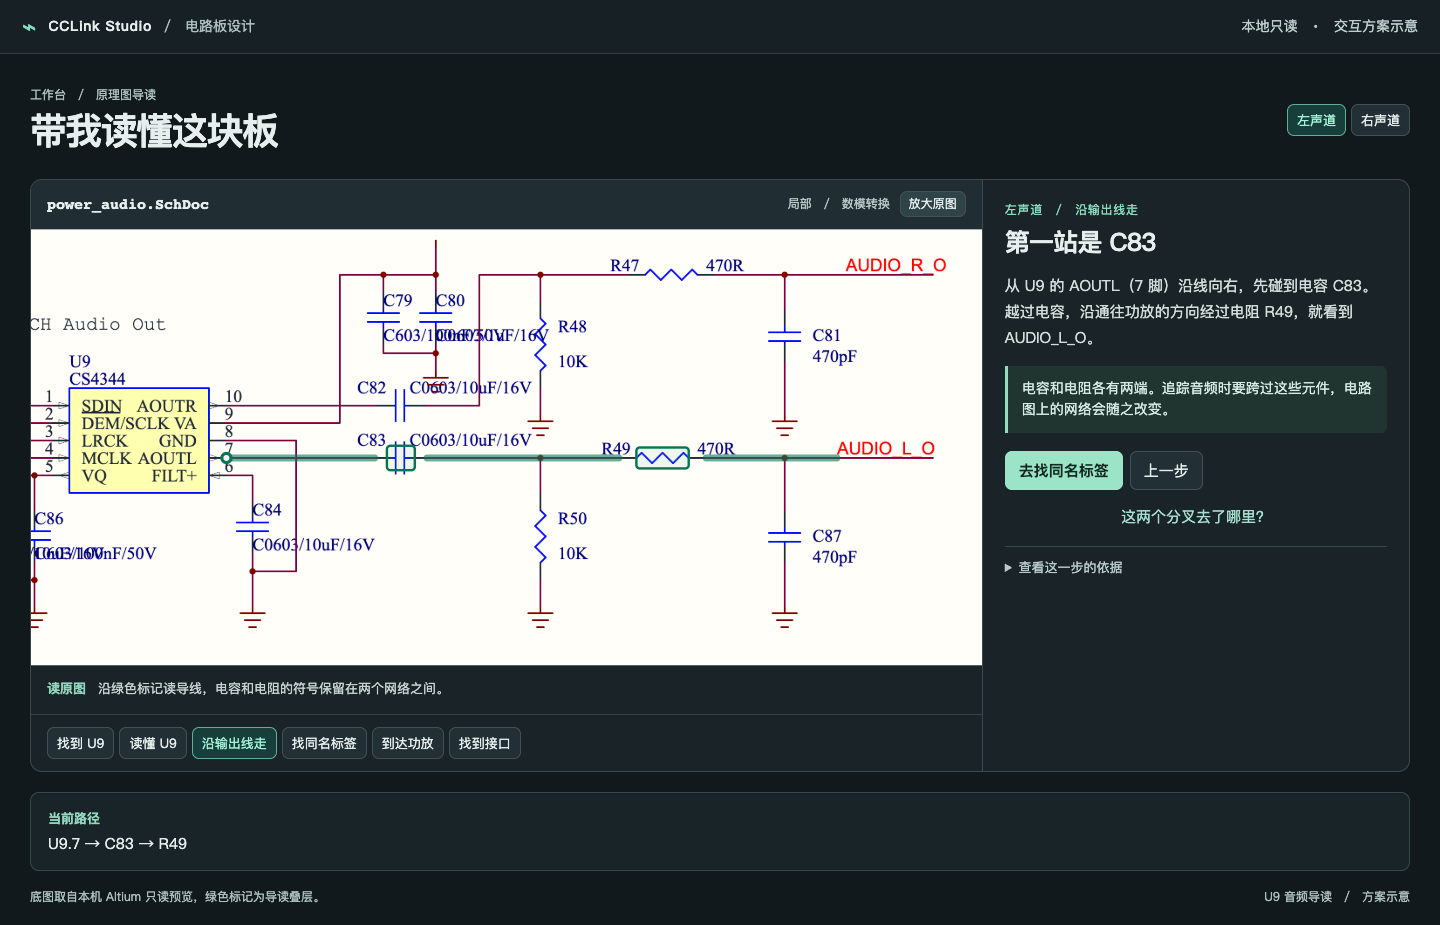 CCLink Studio / 电路板设计
本地只读 · 交互方案示意
工作台 / 原理图导读
带我读懂这块板
左声道 右声道
power_audio.SchDoc
局部 / 数模转换 放大原图
R47 470R AUDIO_R_O
C79 C80
R48
10K
C81
470pF
CH Audio Out
U9
CS4344
C82 C0603/10uF/16V
1 SDIN AOUTR 10
2 DEM/SCLK VA 9
3 LRCK GND 8
4 MCLK AOUTL 7
5 VQ FILT+ 6
C83 C0603/10uF/16V
R49 470R AUDIO_L_O
C86
C84
C0603/10uF/16V
R50
10K
C87
470pF
读原图 沿绿色标记读导线，电容和电阻的符号保留在两个网络之间。
找到 U9 读懂 U9 沿输出线走 找同名标签 到达功放 找到接口
左声道 / 沿输出线走
第一站是 C83
从 U9 的 AOUTL（7 脚）沿线向右，先碰到电容 C83。
越过电容，沿通往功放的方向经过电阻 R49，就看到
AUDIO_L_O。
电容和电阻各有两端。追踪音频时要跨过这些元件，电路
图上的网络会随之改变。
去找同名标签 上一步
这两个分叉去了哪里？
▶ 查看这一步的依据
当前路径
U9.7 → C83 → R49
底图取自本机 Altium 只读预览，绿色标记为导读叠层。
U9 音频导读 / 方案示意